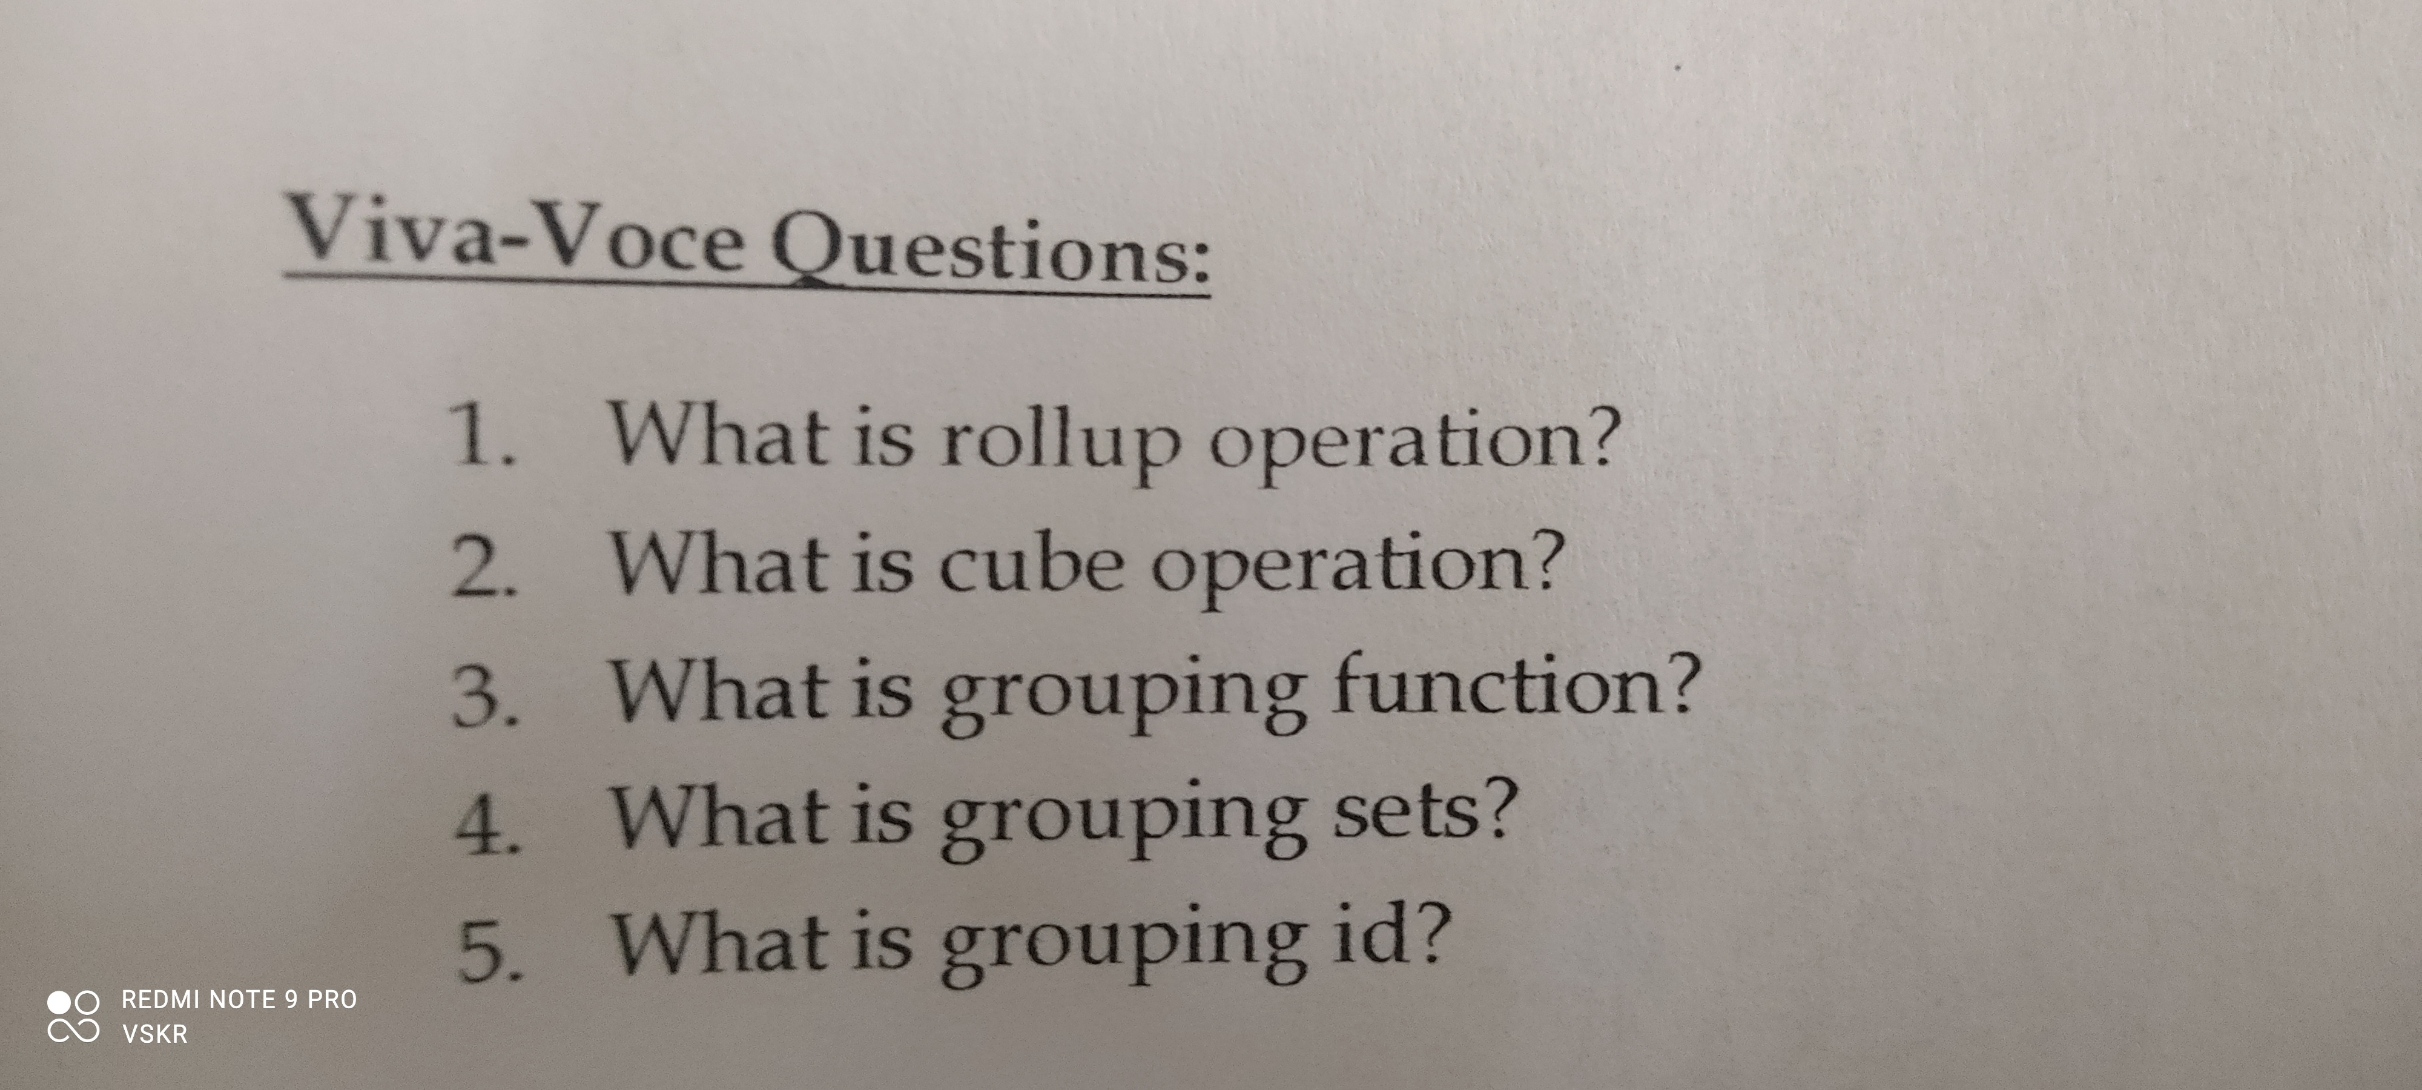 Viva-Voce Questions:
1. What is rollup operation?
2. What is cube operation?
3. What is grouping function?
4. What is grouping sets?
5. What is grouping id?
REDMI NOTE 9 PRO
VSKR